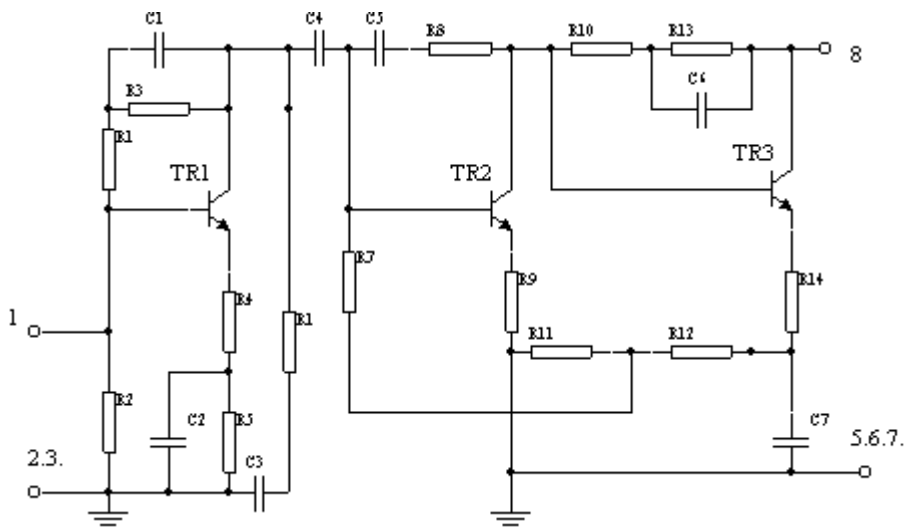 C1
C4
C5
R8
R10
R13
8
R3
C6
R1
TR1
TR2
TR3
R7
R9
R14
R4
1
R1
R11
R12
R2
C2
R5
C7
5.6.7.
2.3.
C3